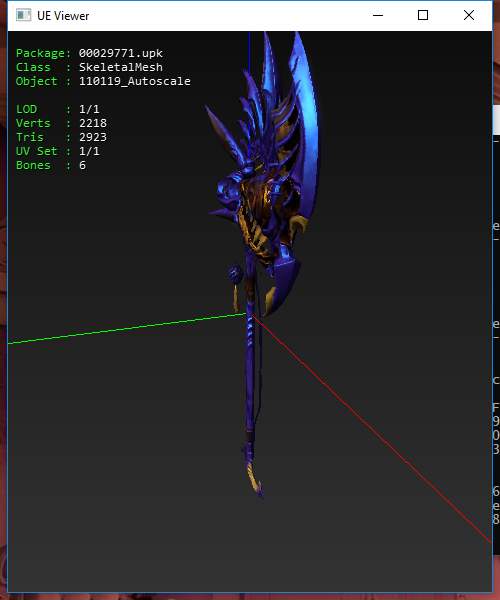 UE Viewer
Package: 00029771.upk
Class : SkeletalMesh
Object : 110119_Autoscale
LOD : 1/1
Verts : 2218
Tris : 2923
UV Set : 1/1
Bones : 6